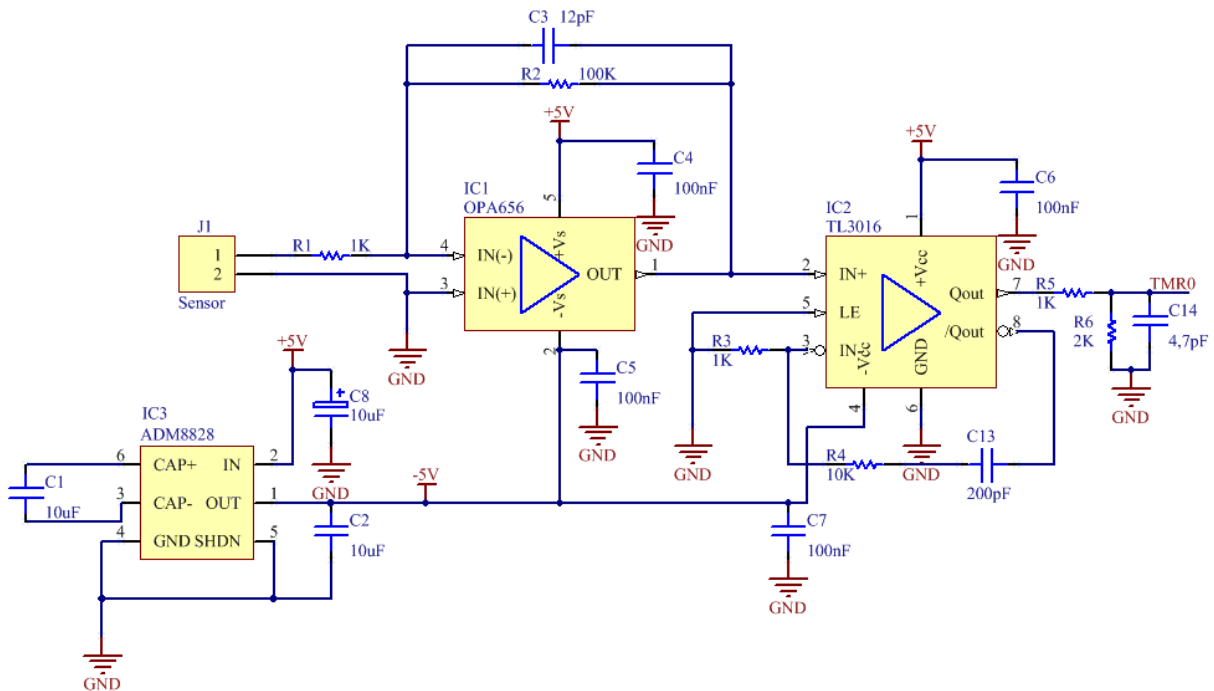 C3 12pF
R2 100K
+5V
C4
100nF
GND
IC1
OPA656
5
+Vs
4 IN(-)
3 IN(+)
OUT 1
-Vs
2
J1
1
2
Sensor
R1 1K
GND
C5
100nF
GND
+5V
C6
100nF
GND
IC2
TL3016
1
+Vcc
2 IN+
5 LE
3 IN-
Qout 7
/Qout 8
-Vcc
GND
4
6
GND
R3
1K
GND
R5
1K
TMR0
R6
2K
C14
4,7pF
GND
R4
10K
C13
200pF
+5V
C8
10uF
GND
IC3
ADM8828
6 CAP+
3 CAP-
4 GND
IN 2
OUT 1
SHDN 5
C1
10uF
-5V
C2
10uF
C7
100nF
GND
GND